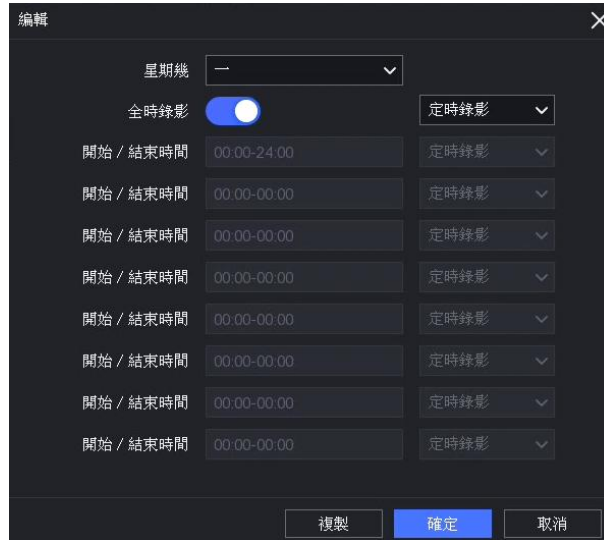 編輯
星期幾 一
全時錄影 定時錄影
開始 / 結束時間 00:00-24:00 定時錄影
開始 / 結束時間 00:00-00:00 定時錄影
開始 / 結束時間 00:00-00:00 定時錄影
開始 / 結束時間 00:00-00:00 定時錄影
開始 / 結束時間 00:00-00:00 定時錄影
開始 / 結束時間 00:00-00:00 定時錄影
開始 / 結束時間 00:00-00:00 定時錄影
開始 / 結束時間 00:00-00:00 定時錄影
複製 確定 取消